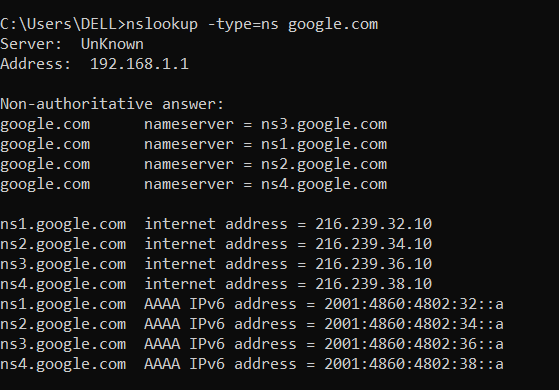 C:\Users\DELL>nslookup -type=ns google.com
Server:  UnKnown
Address:  192.168.1.1

Non-authoritative answer:
google.com      nameserver = ns3.google.com
google.com      nameserver = ns1.google.com
google.com      nameserver = ns2.google.com
google.com      nameserver = ns4.google.com

ns1.google.com  internet address = 216.239.32.10
ns2.google.com  internet address = 216.239.34.10
ns3.google.com  internet address = 216.239.36.10
ns4.google.com  internet address = 216.239.38.10
ns1.google.com  AAAA IPv6 address = 2001:4860:4802:32::a
ns2.google.com  AAAA IPv6 address = 2001:4860:4802:34::a
ns3.google.com  AAAA IPv6 address = 2001:4860:4802:36::a
ns4.google.com  AAAA IPv6 address = 2001:4860:4802:38::a